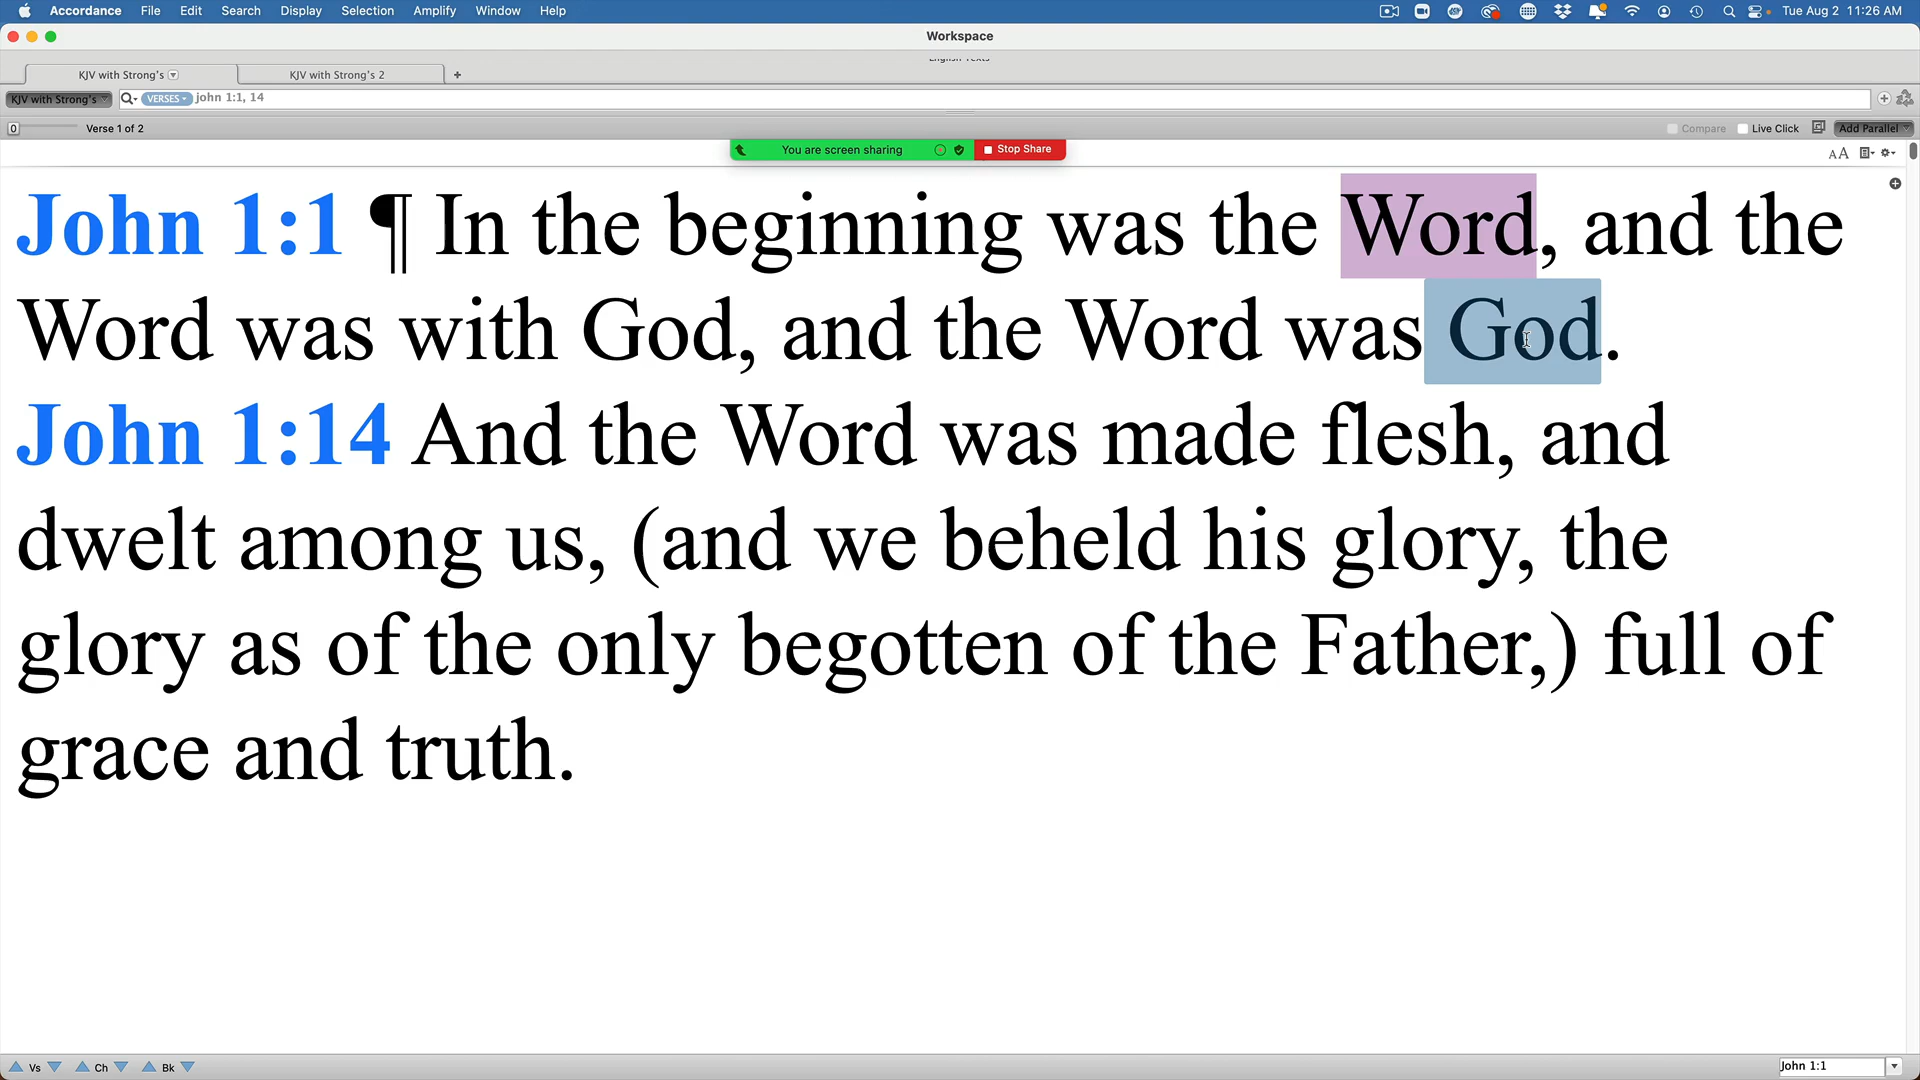 Accordance File Edit Search Display Selection Amplify Window Help Tue Aug 2 11:26 AM
Workspace
English Texts
KJV with Strong's KJV with Strong's 2 +
KJV with Strong's VERSES john 1:1, 14
0 Verse 1 of 2 Compare Live Click Add Parallel
You are screen sharing Stop Share
AA
John 1:1 ¶ In the beginning was the Word, and the
Word was with God, and the Word was God.
John 1:14 And the Word was made flesh, and
dwelt among us, (and we beheld his glory, the
glory as of the only begotten of the Father,) full of
grace and truth.
Vs Ch Bk John 1:1